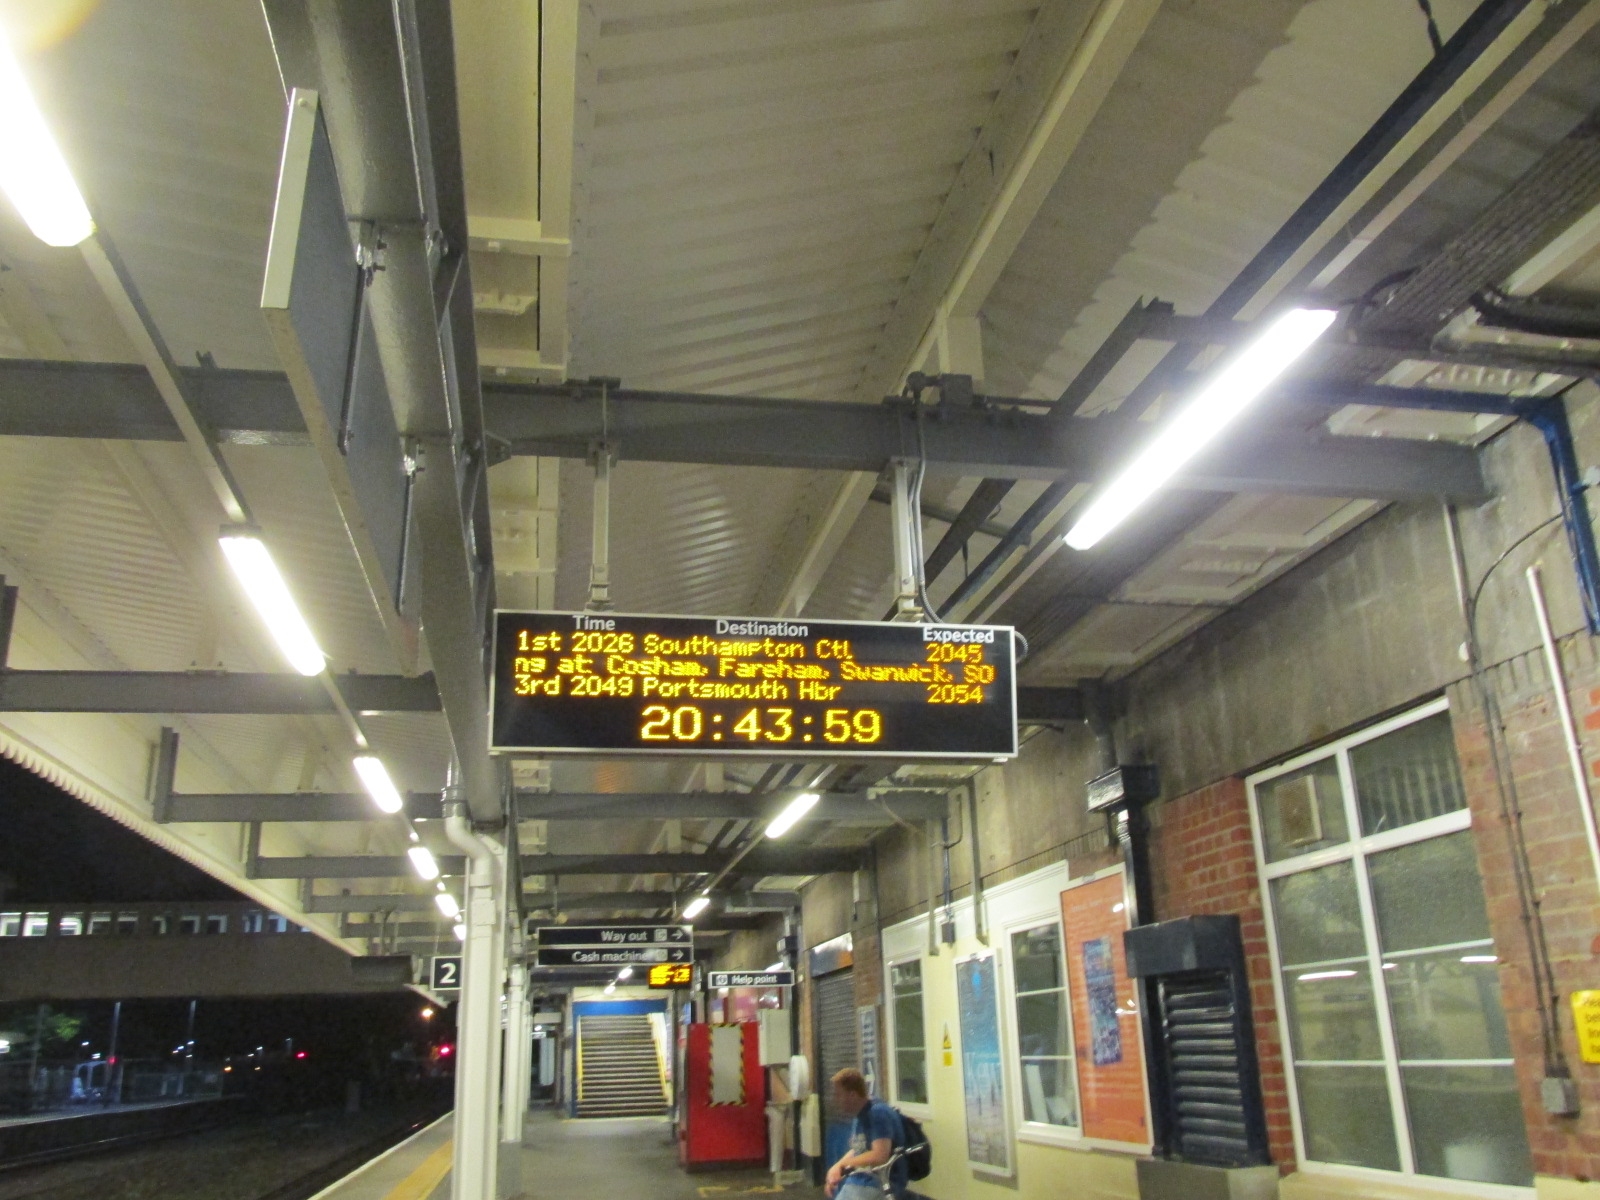 Time Destination Expected
1st 2026 Southampton Ctl 2045
ng at Cosham, Fareham, Swanwick, SO
3rd 2049 Portsmouth Hbr 2054
20:43:59
Way out
Cash machine
2
Help point